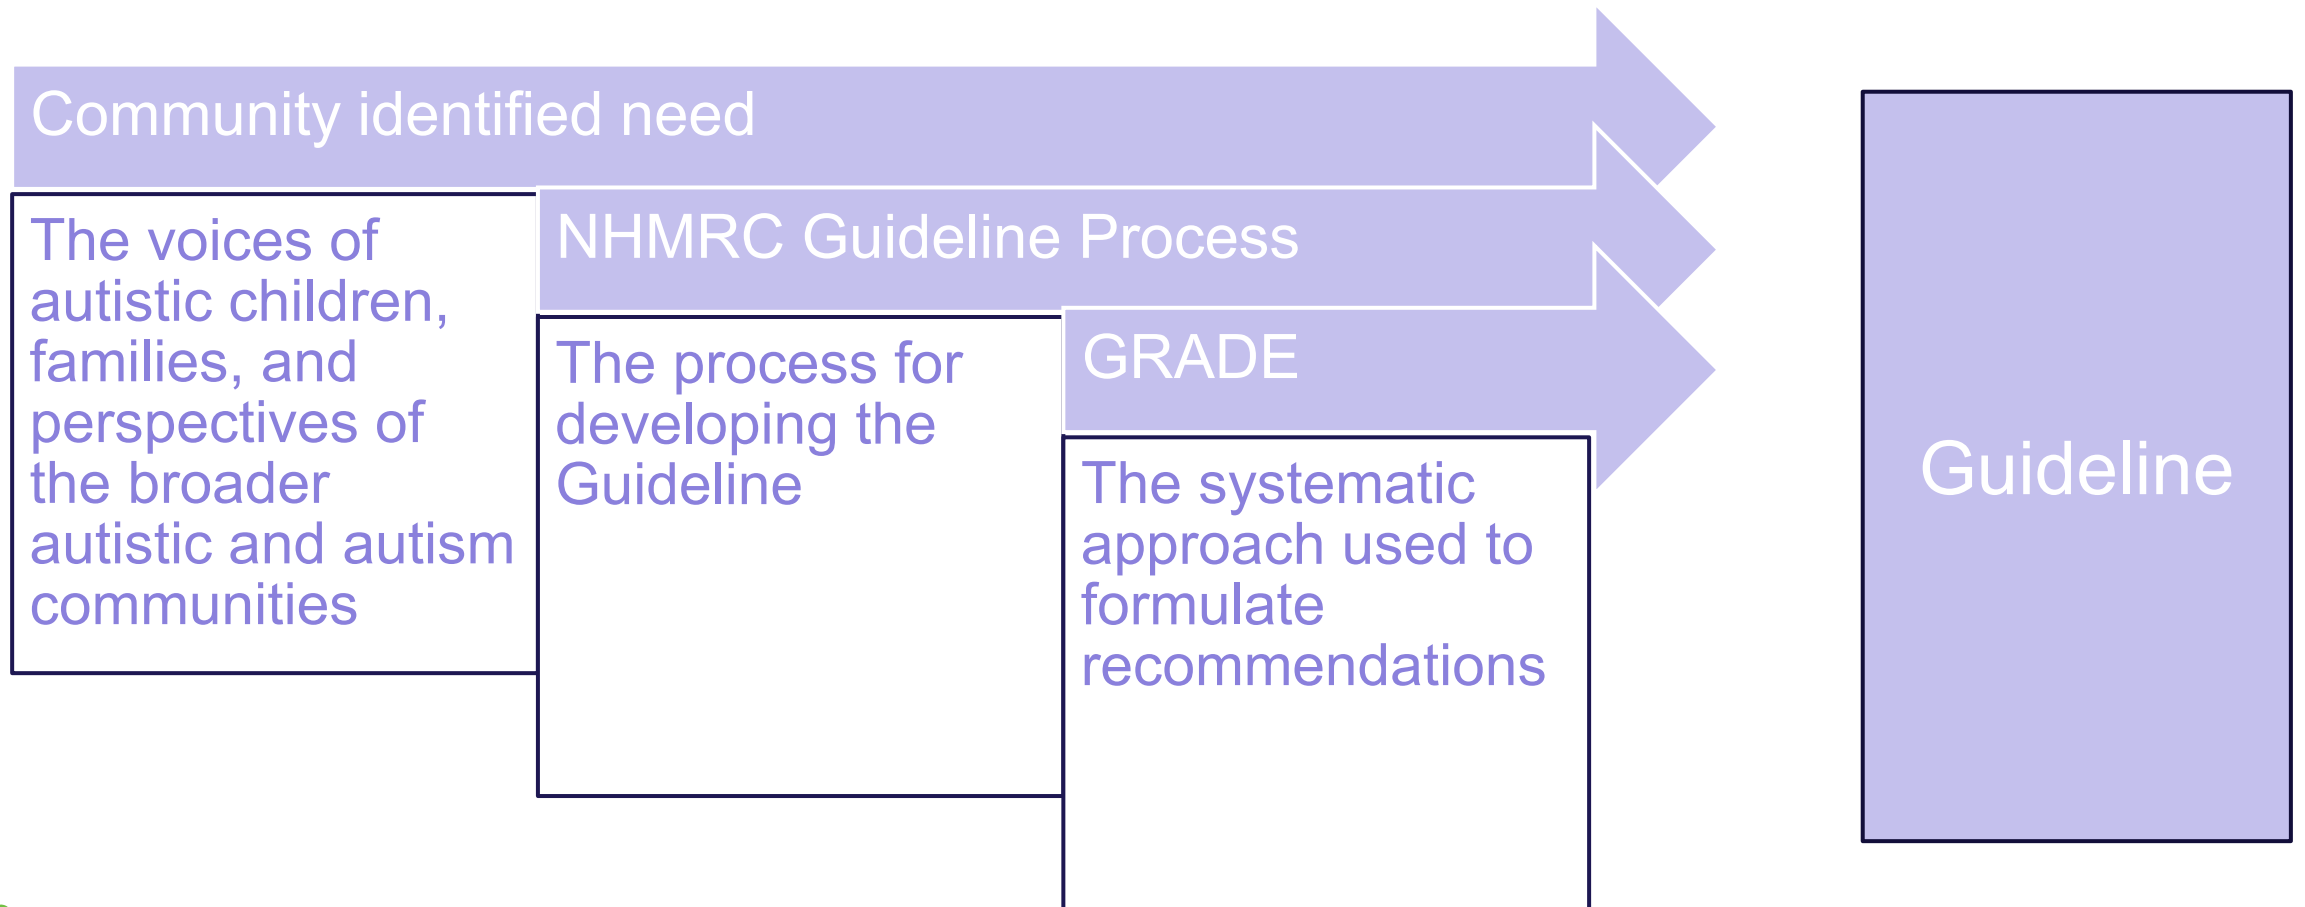 Community identified need
The voices of
autistic children,
families, and
perspectives of
the broader
autistic and autism
communities
NHMRC Guideline Process
The process for
developing the
Guideline
GRADE
The systematic
approach used to
formulate
recommendations
Guideline